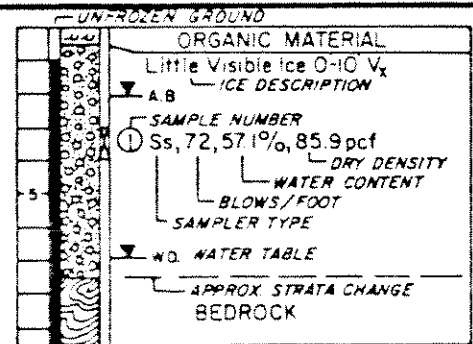 UNFROZEN GROUND
ORGANIC MATERIAL
Little Visible Ice 0-10' Vx
ICE DESCRIPTION
A.B
SAMPLE NUMBER
1 Ss, 72, 57.1%, 85.9 pcf
DRY DENSITY
WATER CONTENT
5
BLOWS/FOOT
SAMPLER TYPE
W.D. WATER TABLE
APPROX. STRATA CHANGE
BEDROCK